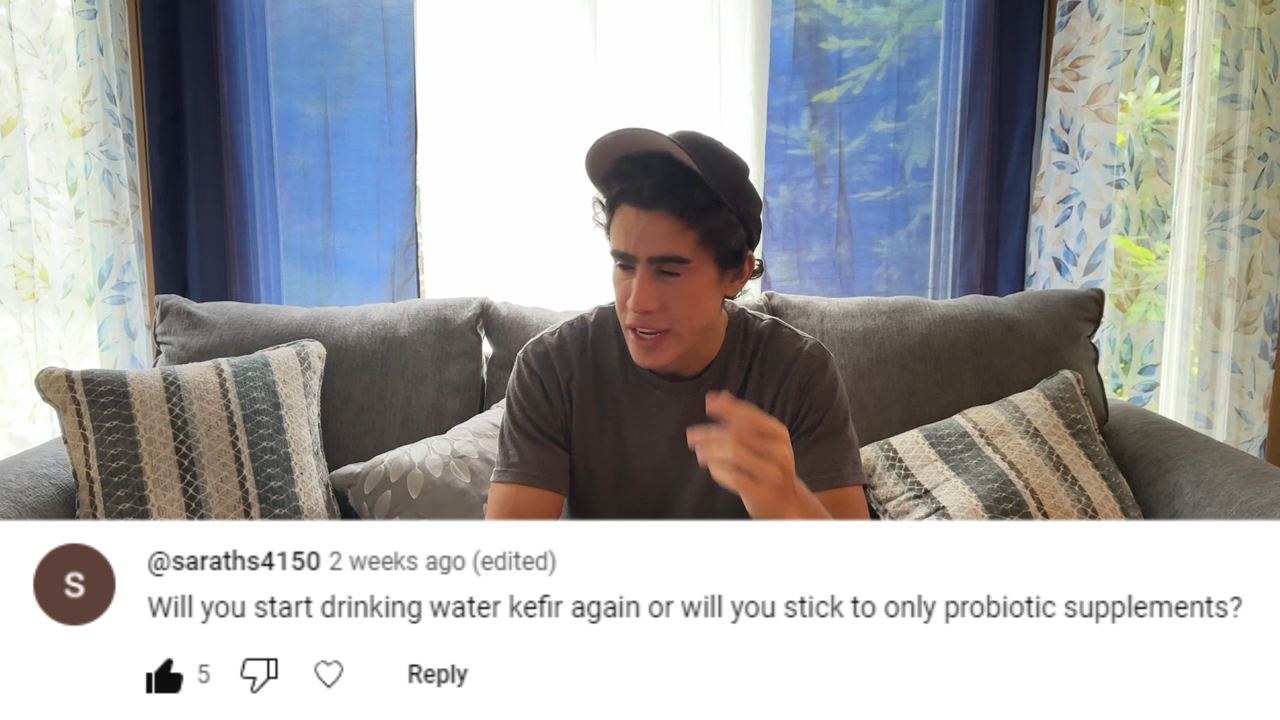 S
@saraths4150 2 weeks ago (edited)
Will you start drinking water kefir again or will you stick to only probiotic supplements?
5 Reply